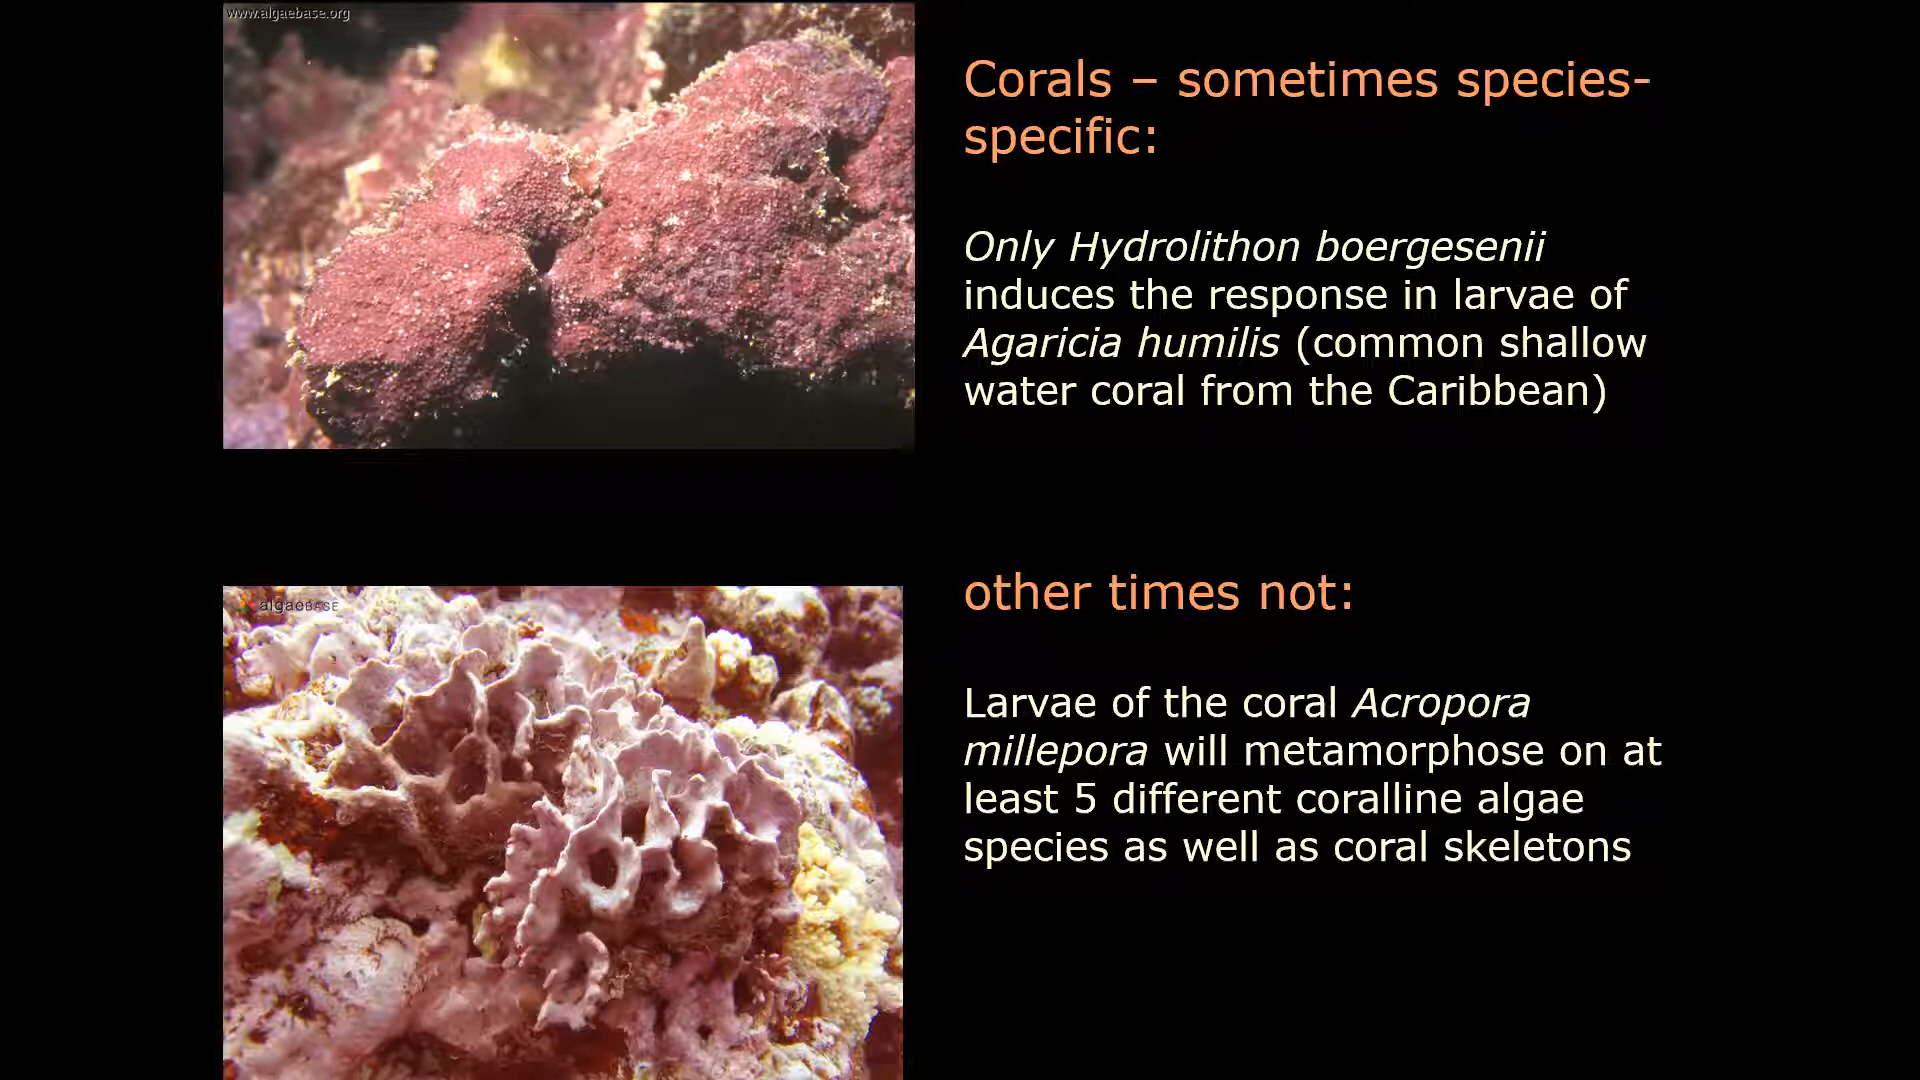 www.algaebase.org
Corals – sometimes species-
specific:
Only Hydrolithon boergesenii
induces the response in larvae of
Agaricia humilis (common shallow
water coral from the Caribbean)
algaeBASE
other times not:
Larvae of the coral Acropora
millepora will metamorphose on at
least 5 different coralline algae
species as well as coral skeletons